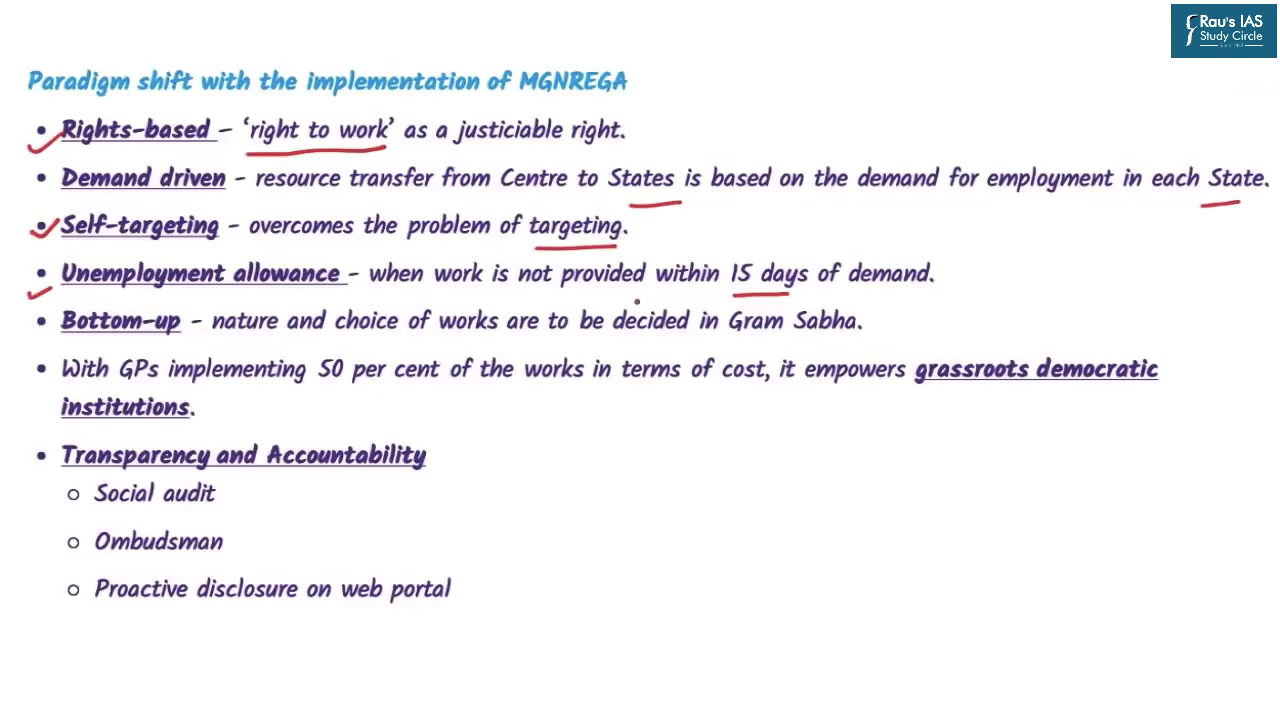 Rau's IAS
Study Circle
Paradigm shift with the implementation of MGNREGA
• Rights-based – ‘right to work’ as a justiciable right.
• Demand driven – resource transfer from Centre to States is based on the demand for employment in each State.
• Self-targeting – overcomes the problem of targeting.
• Unemployment allowance – when work is not provided within 15 days of demand.
• Bottom-up – nature and choice of works are to be decided in Gram Sabha.
• With GPs implementing 50 per cent of the works in terms of cost, it empowers grassroots democratic
institutions.
• Transparency and Accountability
○ Social audit
○ Ombudsman
○ Proactive disclosure on web portal